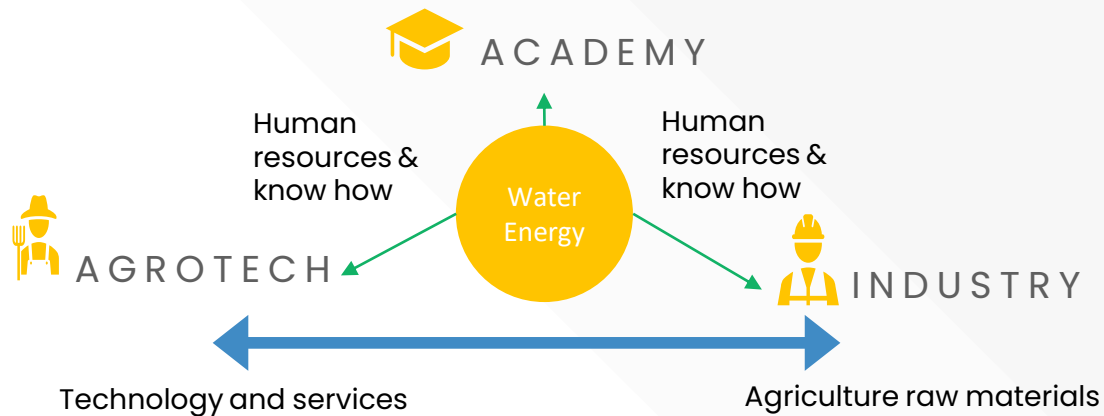 ACADEMY
Human
resources &
know how
Human
resources &
know how
Water
Energy
AGROTECH
INDUSTRY
Technology and services
Agriculture raw materials